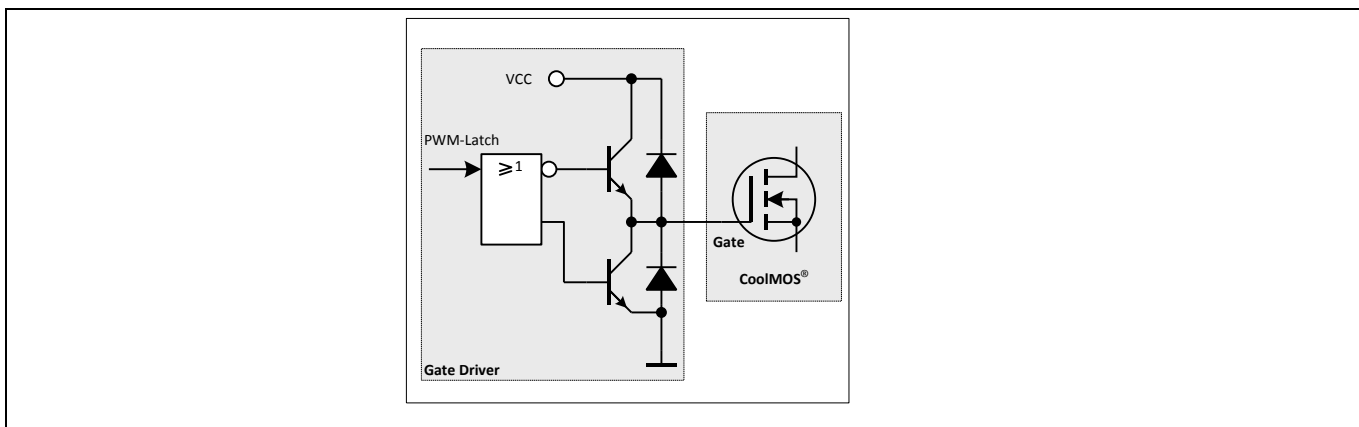 VCC
PWM-Latch
≥1
Gate
CoolMOS®
Gate Driver